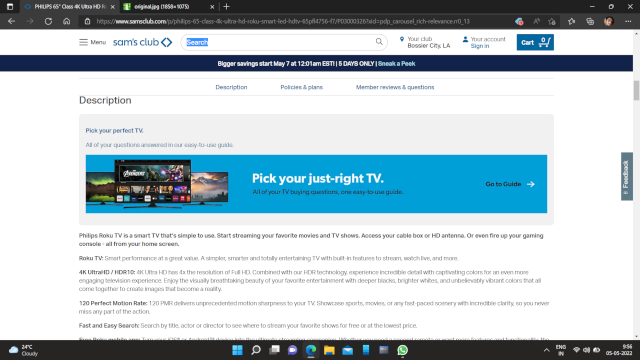 PHILIPS 65" Class 4K Ultra HD R
original.jpg (1858×1075)
https://www.samsclub.com/p/philips-65-class-4k-ultra-hd-roku-smart-led-hdtv-65pfl4756-f7/P03000326?xid=pdp_carousel_rich-relevance.rr0_13
Menu
sam's club
Search
Your club
Bossier City, LA
Your account
Sign in
Cart 0
Bigger savings start May 7 at 12:01am EST! | 5 DAYS ONLY | Sneak a Peek
Description Policies & plans Member reviews & questions
Description
Pick your perfect TV.
All of your questions answered in our easy-to-use guide.
AVENGERS
Pick your just-right TV.
All of your TV buying questions, one easy-to-use guide.
Go to Guide
Feedback
Philips Roku TV is a smart TV that's simple to use. Start streaming your favorite movies and TV shows. Access your cable box or HD antenna. Or even fire up your gaming
console - all from your home screen.
Roku TV: Smart performance at a great value. A simple, smarter and totally entertaining TV with built-in features to stream, watch live, and more.
4K UltraHD / HDR10: 4K Ultra HD has 4x the resolution of Full HD. Combined with our HDR technology, experience incredible detail with captivating colors for an even more
engaging television experience. Enjoy the visually breathtaking beauty of your favorite entertainment with deeper blacks, brighter whites, and unbelievably vibrant colors that all
come together to create images that become a reality.
120 Perfect Motion Rate: 120 PMR delivers unprecedented motion sharpness to your TV. Showcase sports, movies, or any fast-paced scenery with incredible clarity, so you never
miss any part of the action.
Fast and Easy Search: Search by title, actor or director to see where to stream your favorite shows for free or at the lowest price.
24°C
Cloudy
ENG
IN
9:56
05-05-2022